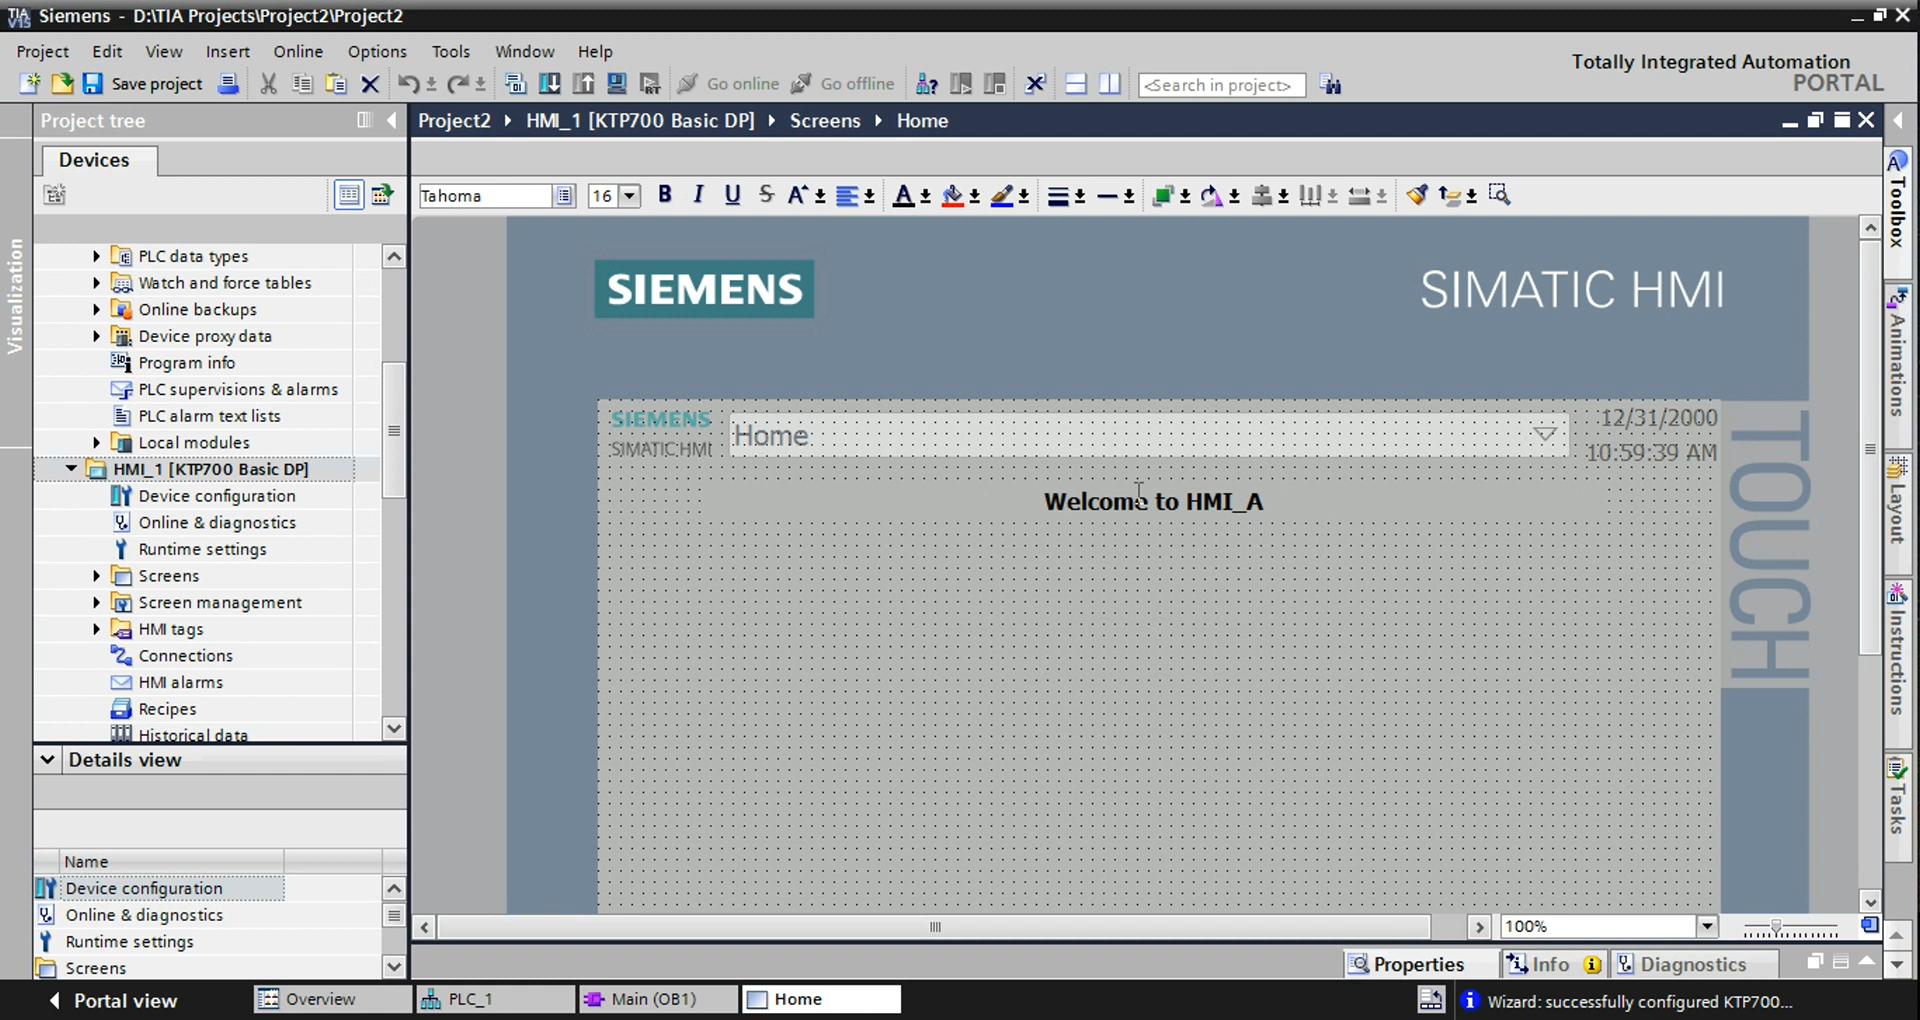 TIA V15 Siemens - D:\TIA Projects\Project2\Project2
Project Edit View Insert Online Options Tools Window Help
Totally Integrated Automation
PORTAL
Save project Go online Go offline <Search in project>
Project tree
Project2 HMI_1 [KTP700 Basic DP] Screens Home
Devices
Tahoma 16 B I U S A A
Visualization
PLC data types
Watch and force tables
Online backups
Device proxy data
Program info
PLC supervisions & alarms
PLC alarm text lists
Local modules
HMI_1 [KTP700 Basic DP]
Device configuration
Online & diagnostics
Runtime settings
Screens
Screen management
HMI tags
Connections
HMI alarms
Recipes
Historical data
Details view
Name
Device configuration
Online & diagnostics
Runtime settings
Screens
SIEMENS
SIMATIC HMI
SIEMENS
SIMATIC HMI
Home
12/31/2000
10:59:39 AM
Welcome to HMI_A
TOUCH
Toolbox
Animations
Layout
Instructions
Tasks
100%
Properties Info Diagnostics
Portal view Overview PLC_1 Main (OB1) Home Wizard: successfully configured KTP700...